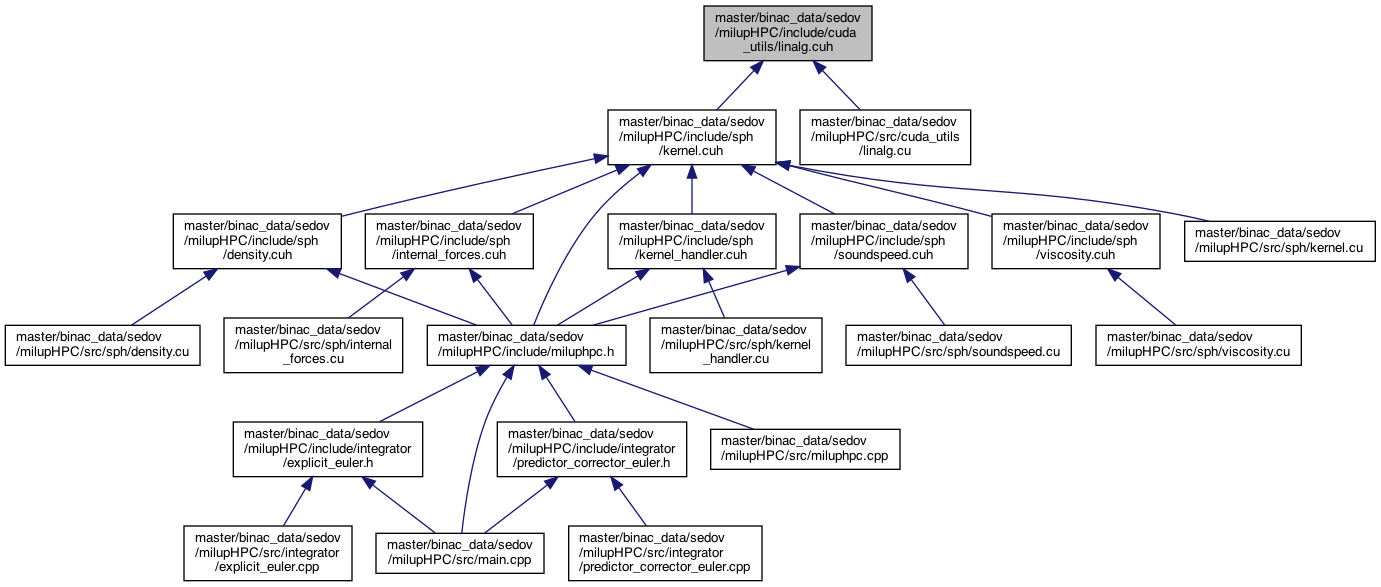 master/binac_data/sedov
/milupHPC/include/cuda
_utils/linalg.cuh
master/binac_data/sedov
/milupHPC/include/sph
/kernel.cuh
master/binac_data/sedov
/milupHPC/src/cuda_utils
/linalg.cu
master/binac_data/sedov
/milupHPC/include/sph
/density.cuh
master/binac_data/sedov
/milupHPC/include/sph
/internal_forces.cuh
master/binac_data/sedov
/milupHPC/include/sph
/kernel_handler.cuh
master/binac_data/sedov
/milupHPC/include/sph
/soundspeed.cuh
master/binac_data/sedov
/milupHPC/include/sph
/viscosity.cuh
master/binac_data/sedov
/milupHPC/src/sph/kernel.cu
master/binac_data/sedov
/milupHPC/src/sph/density.cu
master/binac_data/sedov
/milupHPC/src/sph/internal
_forces.cu
master/binac_data/sedov
/milupHPC/include/miluphpc.h
master/binac_data/sedov
/milupHPC/src/sph/kernel
_handler.cu
master/binac_data/sedov
/milupHPC/src/sph/soundspeed.cu
master/binac_data/sedov
/milupHPC/src/sph/viscosity.cu
master/binac_data/sedov
/milupHPC/include/integrator
/explicit_euler.h
master/binac_data/sedov
/milupHPC/include/integrator
/predictor_corrector_euler.h
master/binac_data/sedov
/milupHPC/src/miluphpc.cpp
master/binac_data/sedov
/milupHPC/src/integrator
/explicit_euler.cpp
master/binac_data/sedov
/milupHPC/src/main.cpp
master/binac_data/sedov
/milupHPC/src/integrator
/predictor_corrector_euler.cpp